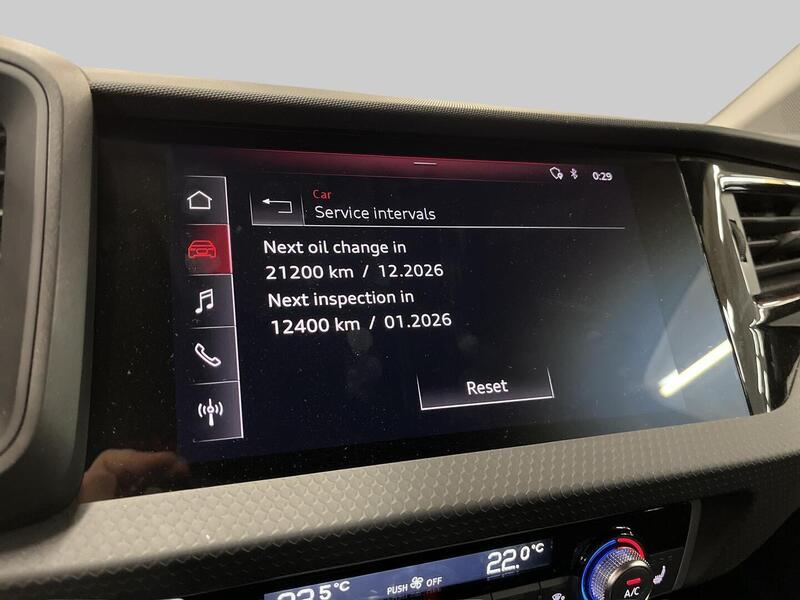 0:29
Car
Service intervals
Next oil change in
21200 km / 12.2026
Next inspection in
12400 km / 01.2026
Reset
22.0°C
PUSH OFF
.5°C
A/C